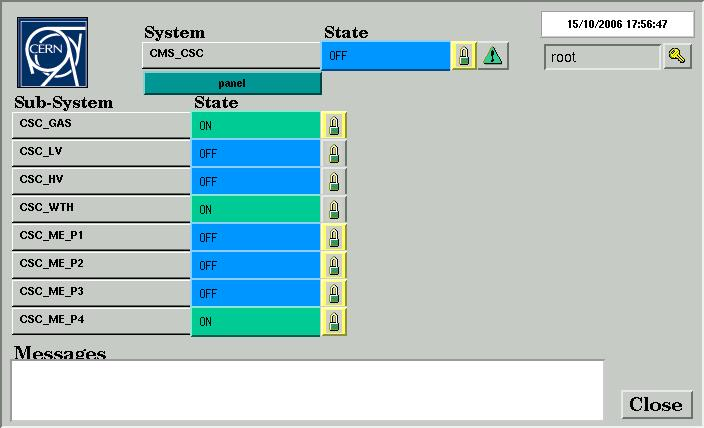 System State
15/10/2006 17:56:47
CERN
CMS_CSC OFF
root
panel
Sub-System State
CSC_GAS ON
CSC_LV OFF
CSC_HV OFF
CSC_WTH ON
CSC_ME_P1 OFF
CSC_ME_P2 OFF
CSC_ME_P3 OFF
CSC_ME_P4 ON
Messages
Close